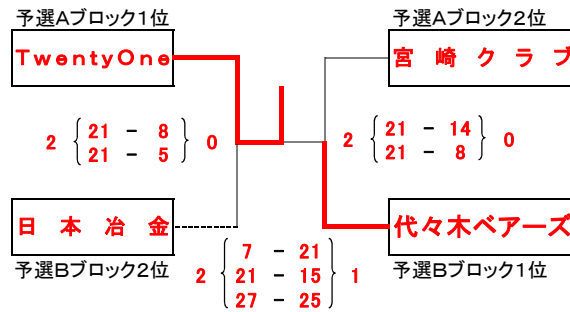 予選Aブロック1位
予選Aブロック2位
TwentyOne
宮崎クラブ
2 { 21 - 8 } 0
21 - 5
2 { 21 - 14 } 0
21 - 8
日本冶金
代々木ベアーズ
予選Bブロック2位
予選Bブロック1位
2 { 7 - 21 } 1
21 - 15
27 - 25